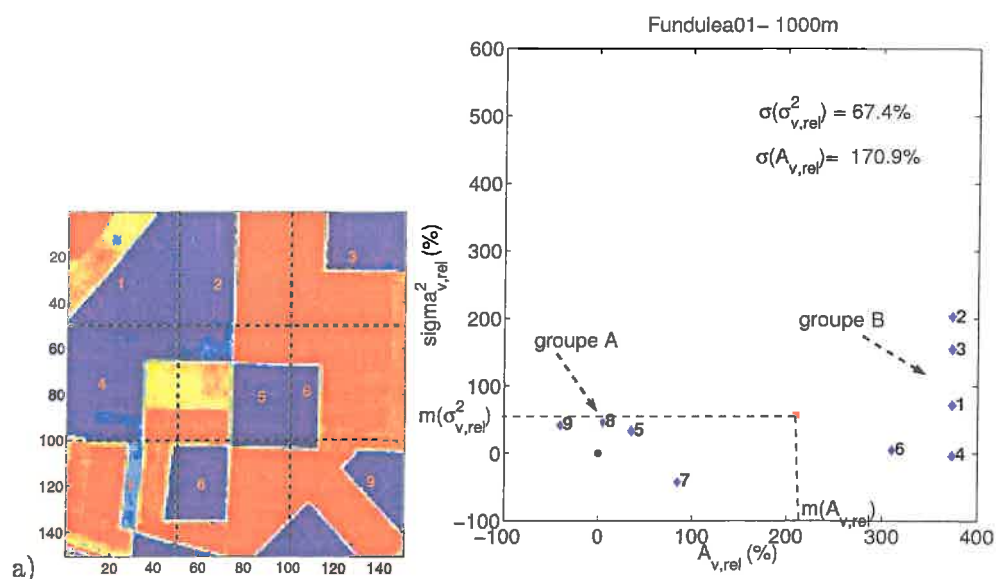 Fundulea01– 1000m
600
500
400
300
200
100
0
−100
−100 0 100 200 300 400
sigma²v,rel (%)
Av,rel (%)
σ(σ²v,rel) = 67.4%
σ(Av,rel)= 170.9%
groupe A
groupe B
m(σ²v,rel)
m(Av,rel)
2
3
1
6
4
9
8
5
7
20
40
60
80
100
120
140
20 40 60 80 100 120 140
1
2
3
4
5
6
6
9
a)